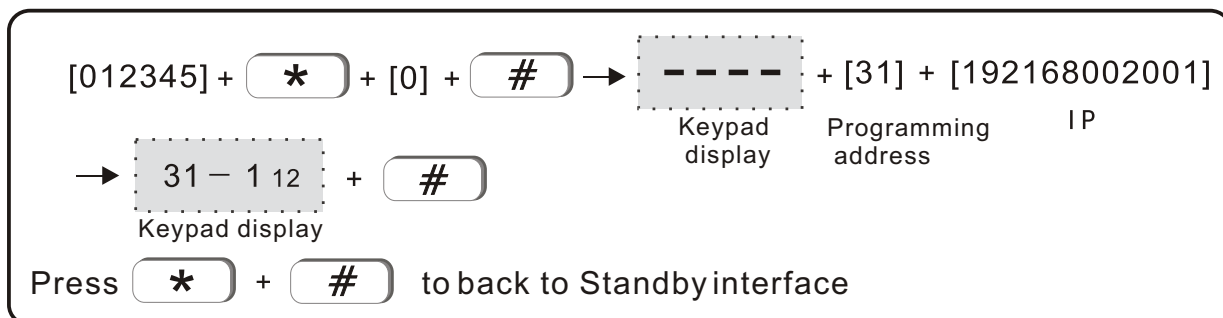 [012345] + * + [0] + # → ---- + [31] + [192168002001]
Keypad display Programming address IP
→ 31 - 1 12 + #
Keypad display
Press * + # to back to Standby interface